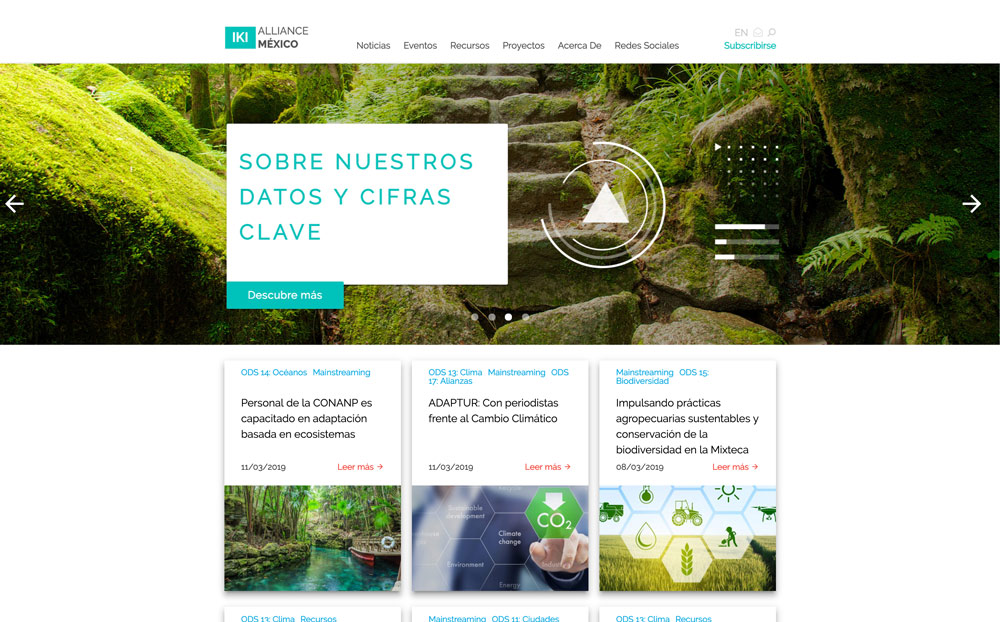 IKI ALLIANCE
MÉXICO
Noticias Eventos Recursos Proyectos Acerca De Redes Sociales
EN
Subscribirse
SOBRE NUESTROS
DATOS Y CIFRAS
CLAVE
Descubre más
ODS 14: Océanos Mainstreaming
Personal de la CONANP es
capacitado en adaptación
basada en ecosistemas
11/03/2019 Leer más →
ODS 13: Clima Mainstreaming ODS
17: Alianzas
ADAPTUR: Con periodistas
frente al Cambio Climático
11/03/2019 Leer más →
Mainstreaming ODS 15:
Biodiversidad
Impulsando prácticas
agropecuarias sustentables y
conservación de la
biodiversidad en la Mixteca
08/03/2019 Leer más →
Sustainable
development
CO2
Climate
change
Environment
Energy
ODS 13: Clima Recursos
Mainstreaming ODS 11: Ciudades
ODS 13: Clima Recursos